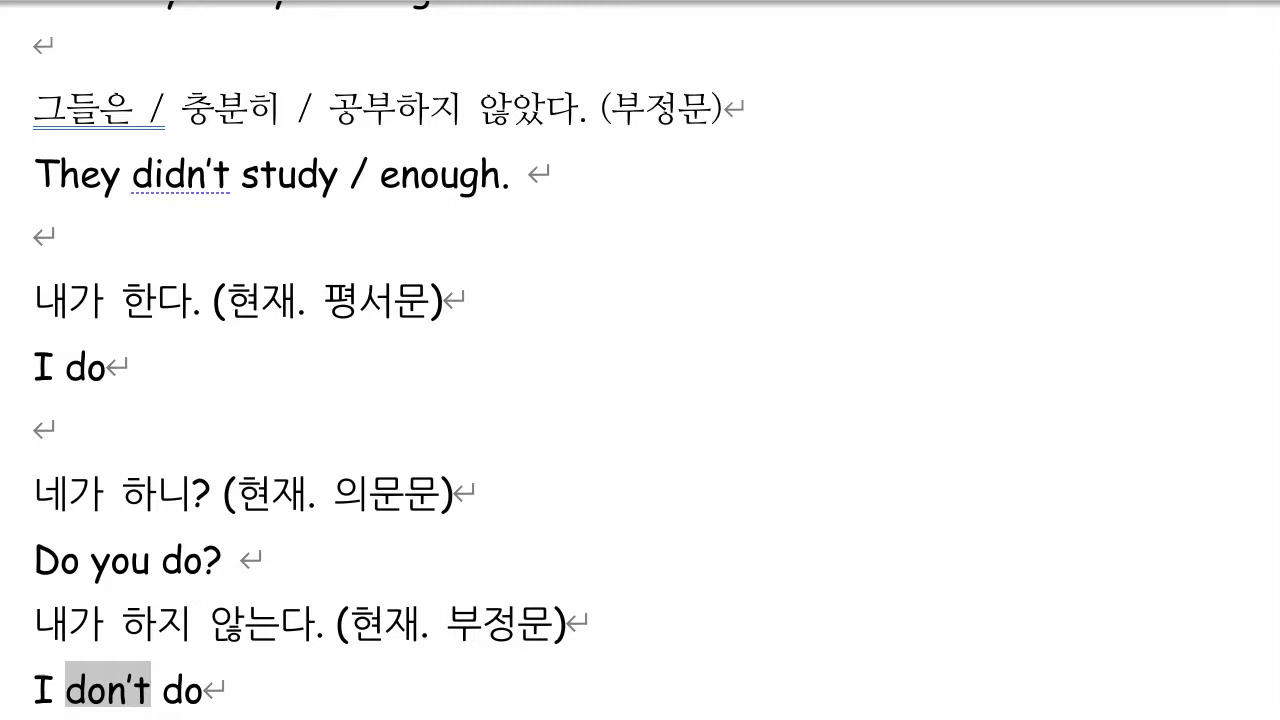 그들은 / 충분히 / 공부하지 않았다. (부정문)
They didn't study / enough.
내가 한다. (현재. 평서문)
I do
네가 하니? (현재. 의문문)
Do you do?
내가 하지 않는다. (현재. 부정문)
I don't do